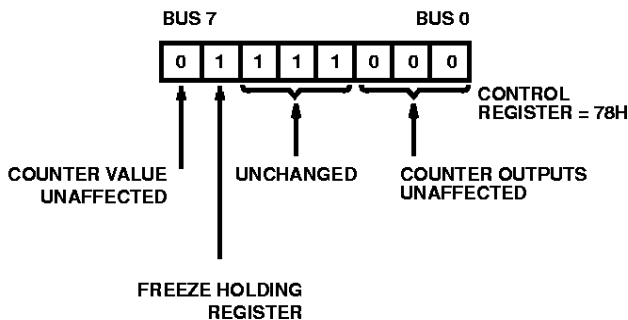 BUS 7 BUS 0
0 1 1 1 1 0 0 0
CONTROL
REGISTER = 78H
COUNTER VALUE
UNAFFECTED
UNCHANGED
COUNTER OUTPUTS
UNAFFECTED
FREEZE HOLDING
REGISTER